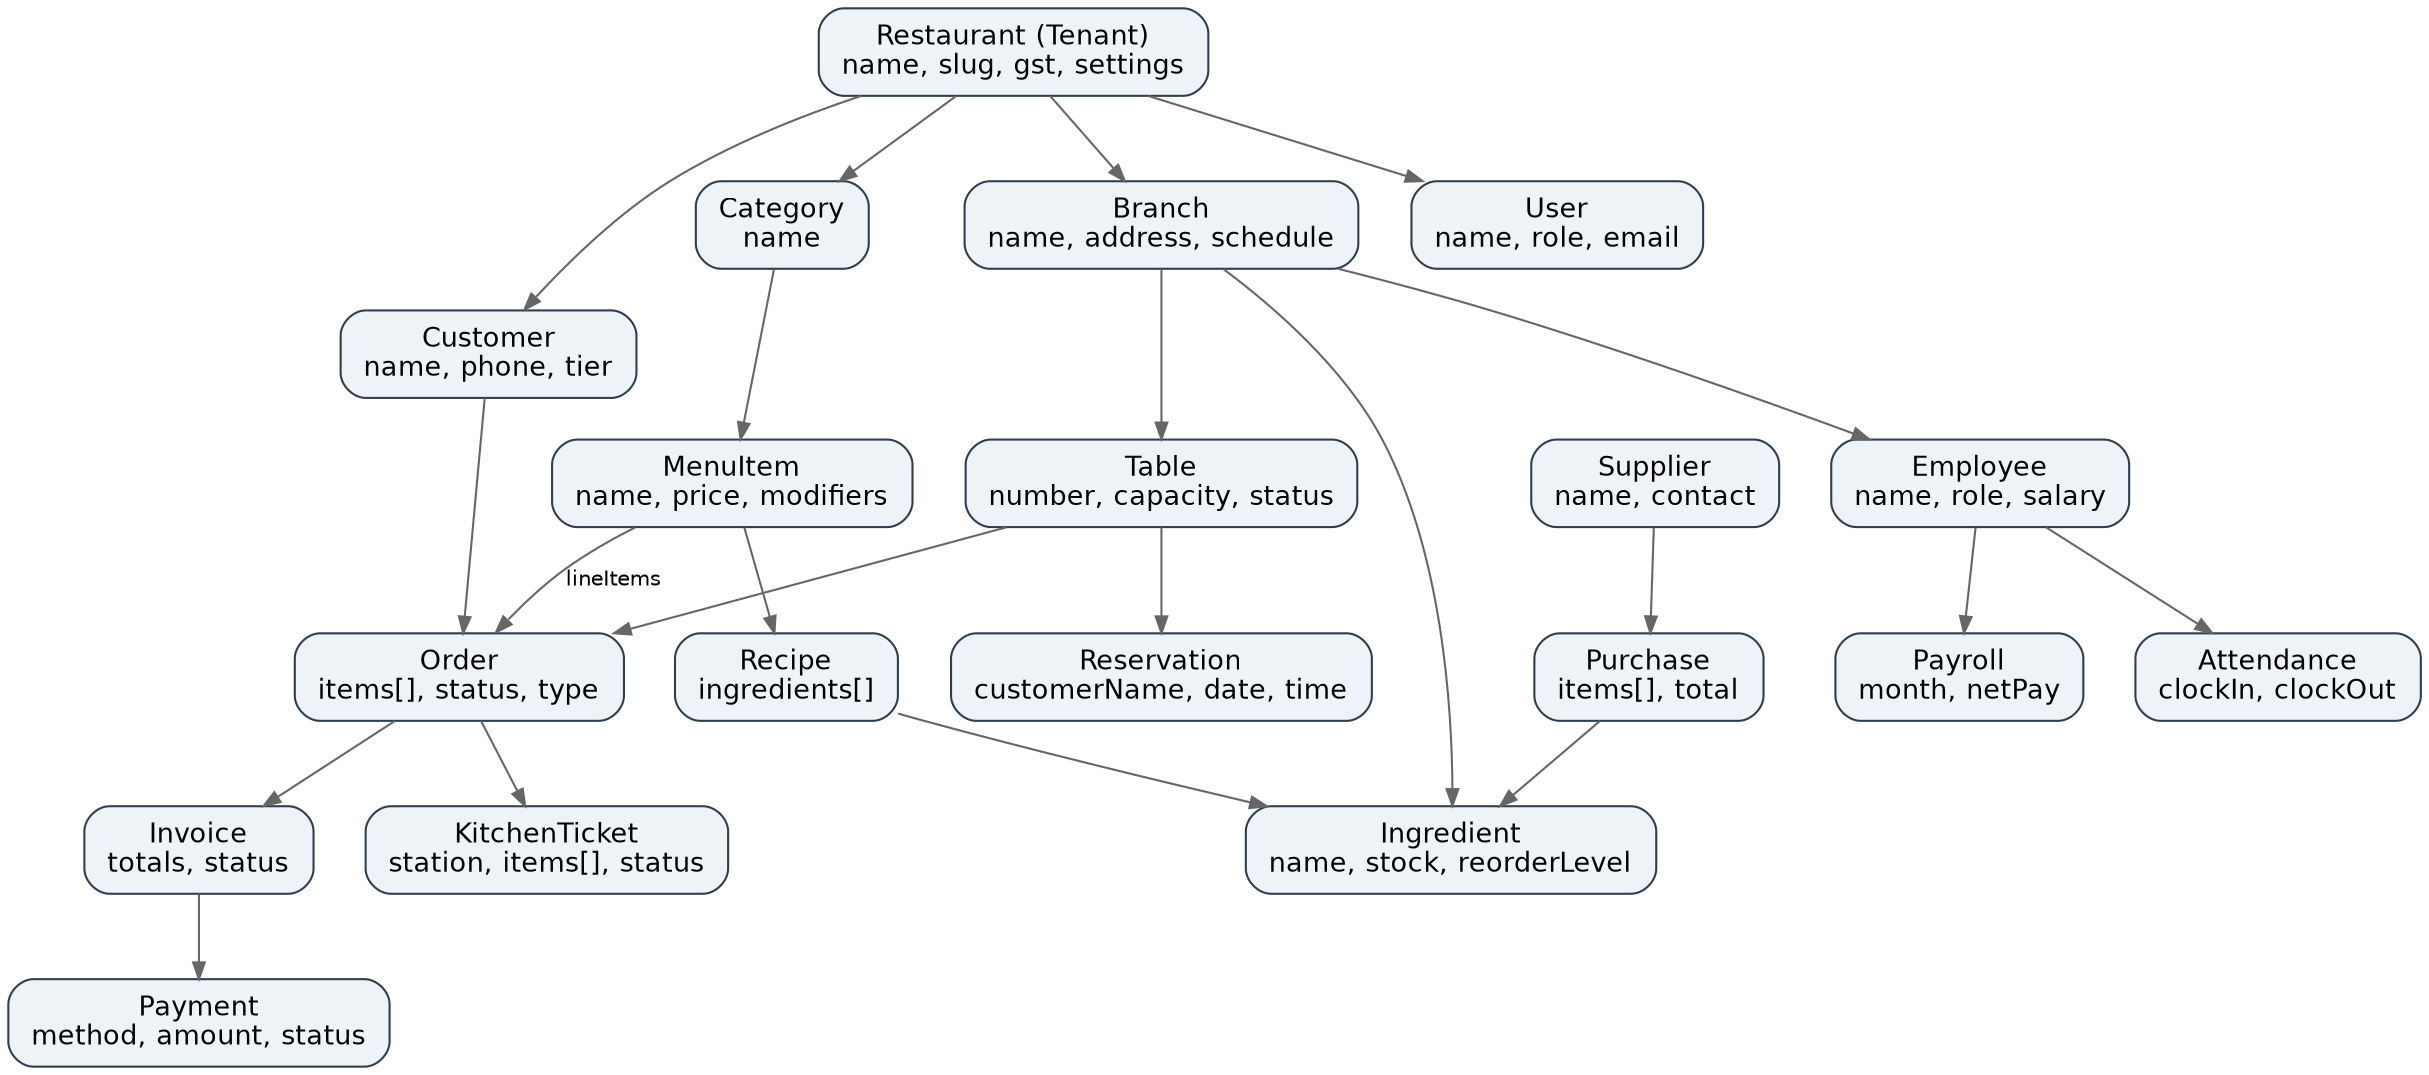 Restaurant (Tenant)
name, slug, gst, settings
Category
name
Branch
name, address, schedule
User
name, role, email
Customer
name, phone, tier
MenuItem
name, price, modifiers
Table
number, capacity, status
Supplier
name, contact
Employee
name, role, salary
lineItems
Order
items[], status, type
Recipe
ingredients[]
Reservation
customerName, date, time
Purchase
items[], total
Payroll
month, netPay
Attendance
clockIn, clockOut
Invoice
totals, status
KitchenTicket
station, items[], status
Ingredient
name, stock, reorderLevel
Payment
method, amount, status